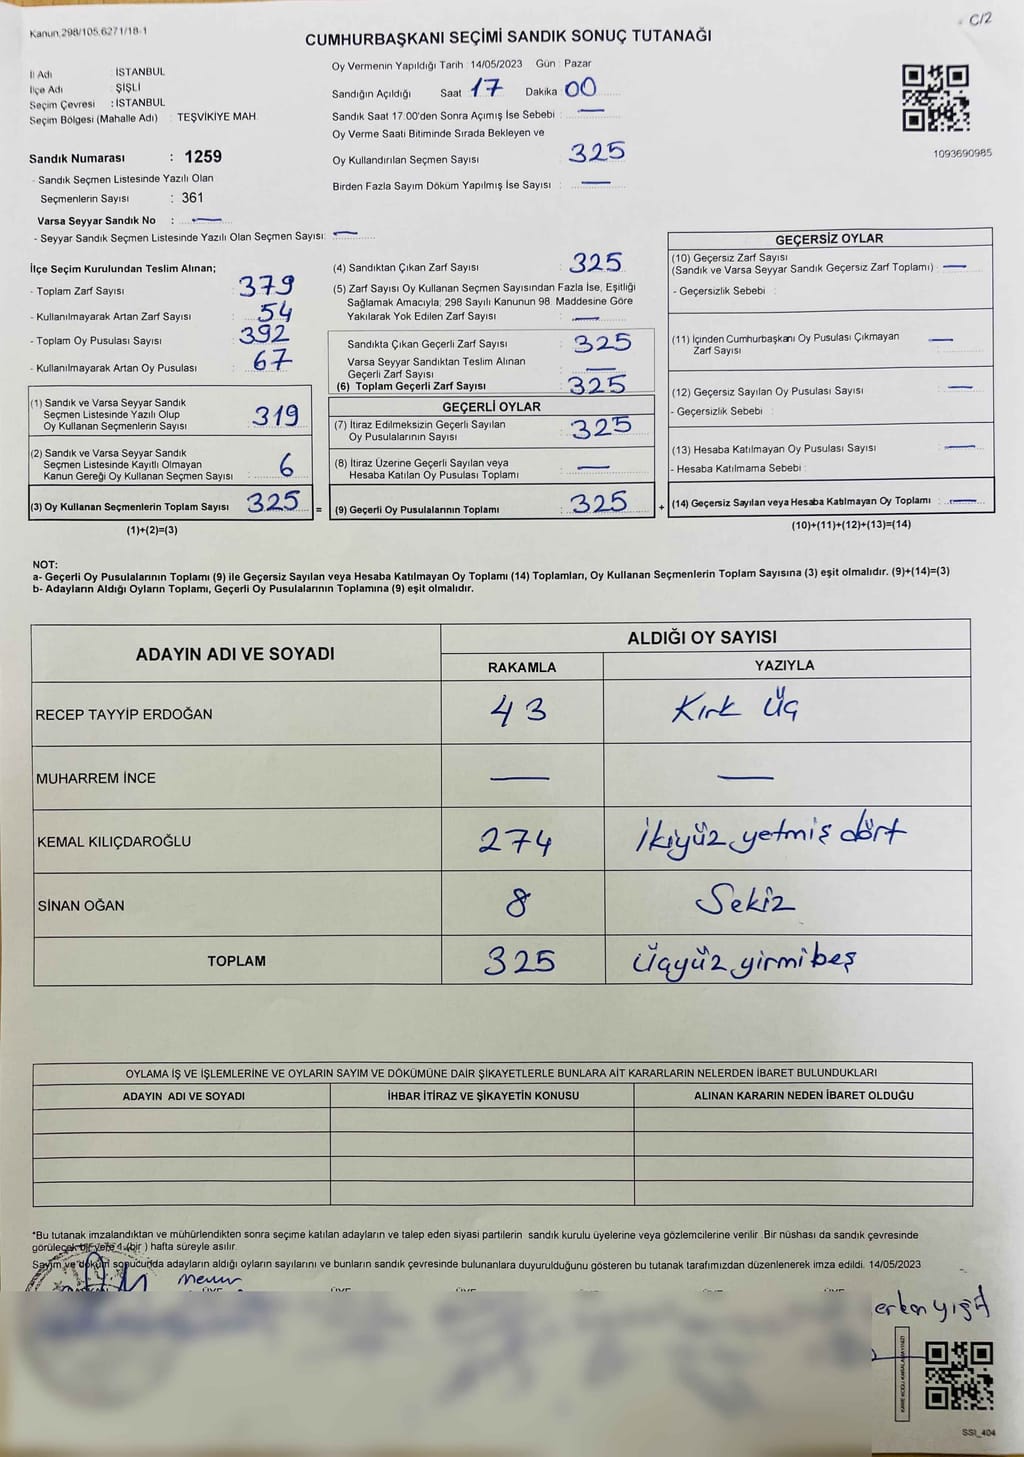 C/2
Kanun 298/105,6271/18-1
CUMHURBAŞKANI SEÇİMİ SANDIK SONUÇ TUTANAĞI
İl Adı : İSTANBUL
İlçe Adı : ŞİŞLİ
Seçim Çevresi : İSTANBUL
Seçim Bölgesi (Mahalle Adı) : TEŞVİKİYE MAH.
Sandık Numarası : 1259
- Sandık Seçmen Listesinde Yazılı Olan
Seçmenlerin Sayısı : 361
Varsa Seyyar Sandık No : —
- Seyyar Sandık Seçmen Listesinde Yazılı Olan Seçmen Sayısı: —
Oy Vermenin Yapıldığı Tarih : 14/05/2023 Gün : Pazar
Sandığın Açıldığı Saat 17 Dakika 00
Sandık Saat 17:00'den Sonra Açımış İse Sebebi : —
Oy Verme Saati Bitiminde Sırada Bekleyen ve
Oy Kullandırılan Seçmen Sayısı 325
Birden Fazla Sayım Döküm Yapılmış İse Sayısı : —
1093690985
İlçe Seçim Kurulundan Teslim Alınan;
- Toplam Zarf Sayısı : 379
- Kullanılmayarak Artan Zarf Sayısı : 54
- Toplam Oy Pusulası Sayısı : 392
- Kullanılmayarak Artan Oy Pusulası : 67
(1) Sandık ve Varsa Seyyar Sandık
Seçmen Listesinde Yazılı Olup
Oy Kullanan Seçmenlerin Sayısı : 319
(2) Sandık ve Varsa Seyyar Sandık
Seçmen Listesinde Kayıtlı Olmayan
Kanun Gereği Oy Kullanan Seçmen Sayısı : 6
(3) Oy Kullanan Seçmenlerin Toplam Sayısı : 325 =
(1)+(2)=(3)
(4) Sandıktan Çıkan Zarf Sayısı : 325
(5) Zarf Sayısı Oy Kullanan Seçmen Sayısından Fazla İse, Eşitliği
Sağlamak Amacıyla; 298 Sayılı Kanunun 98. Maddesine Göre
Yakılarak Yok Edilen Zarf Sayısı : —
Sandıkta Çıkan Geçerli Zarf Sayısı : 325
Varsa Seyyar Sandıktan Teslim Alınan
Geçerli Zarf Sayısı : —
(6) Toplam Geçerli Zarf Sayısı : 325
GEÇERLİ OYLAR
(7) İtiraz Edilmeksizin Geçerli Sayılan
Oy Pusulalarının Sayısı : 325
(8) İtiraz Üzerine Geçerli Sayılan veya
Hesaba Katılan Oy Pusulası Toplamı : —
(9) Geçerli Oy Pusulalarının Toplamı : 325 +
GEÇERSİZ OYLAR
(10) Geçersiz Zarf Sayısı
(Sandık ve Varsa Seyyar Sandık Geçersiz Zarf Toplamı) : —
- Geçersizlik Sebebi :
(11) İçinden Cumhurbaşkanı Oy Pusulası Çıkmayan
Zarf Sayısı : —
(12) Geçersiz Sayılan Oy Pusulası Sayısı : —
- Geçersizlik Sebebi :
(13) Hesaba Katılmayan Oy Pusulası Sayısı : —
- Hesaba Katılmama Sebebi :
(14) Geçersiz Sayılan veya Hesaba Katılmayan Oy Toplamı : —
(10)+(11)+(12)+(13)=(14)
NOT:
a- Geçerli Oy Pusulalarının Toplamı (9) ile Geçersiz Sayılan veya Hesaba Katılmayan Oy Toplamı (14) Toplamları, Oy Kullanan Seçmenlerin Toplam Sayısına (3) eşit olmalıdır. (9)+(14)=(3)
b- Adayların Aldığı Oyların Toplamı, Geçerli Oy Pusulalarının Toplamına (9) eşit olmalıdır.
ADAYIN ADI VE SOYADI ALDIĞI OY SAYISI
RAKAMLA YAZIYLA
RECEP TAYYİP ERDOĞAN 43 Kırk Üç
MUHARREM İNCE — —
KEMAL KILIÇDAROĞLU 274 İkiyüz yetmiş dört
SİNAN OĞAN 8 Sekiz
TOPLAM 325 Üçyüz yirmi beş
OYLAMA İŞ VE İŞLEMLERİNE VE OYLARIN SAYIM VE DÖKÜMÜNE DAİR ŞİKAYETLERLE BUNLARA AİT KARARLARIN NELERDEN İBARET BULUNDUKLARI
ADAYIN ADI VE SOYADI İHBAR İTİRAZ VE ŞİKAYETİN KONUSU ALINAN KARARIN NEDEN İBARET OLDUĞU
*Bu tutanak imzalandıktan ve mühürlendikten sonra seçime katılan adayların ve talep eden siyasi partilerin sandık kurulu üyelerine veya gözlemcilerine verilir. Bir nüshası da sandık çevresinde
görülecek bir yere 1 (bir ) hafta süreyle asılır.
Sayım ve döküm sonucunda adayların aldığı oyların sayılarını ve bunların sandık çevresinde bulunanlara duyurulduğunu gösteren bu tutanak tarafımızdan düzenlenerek imza edildi. 14/05/2023
Memur
ÜYE ÜYE ÜYE ÜYE ÜYE ÜYE
erkan yiğit
SSI_404